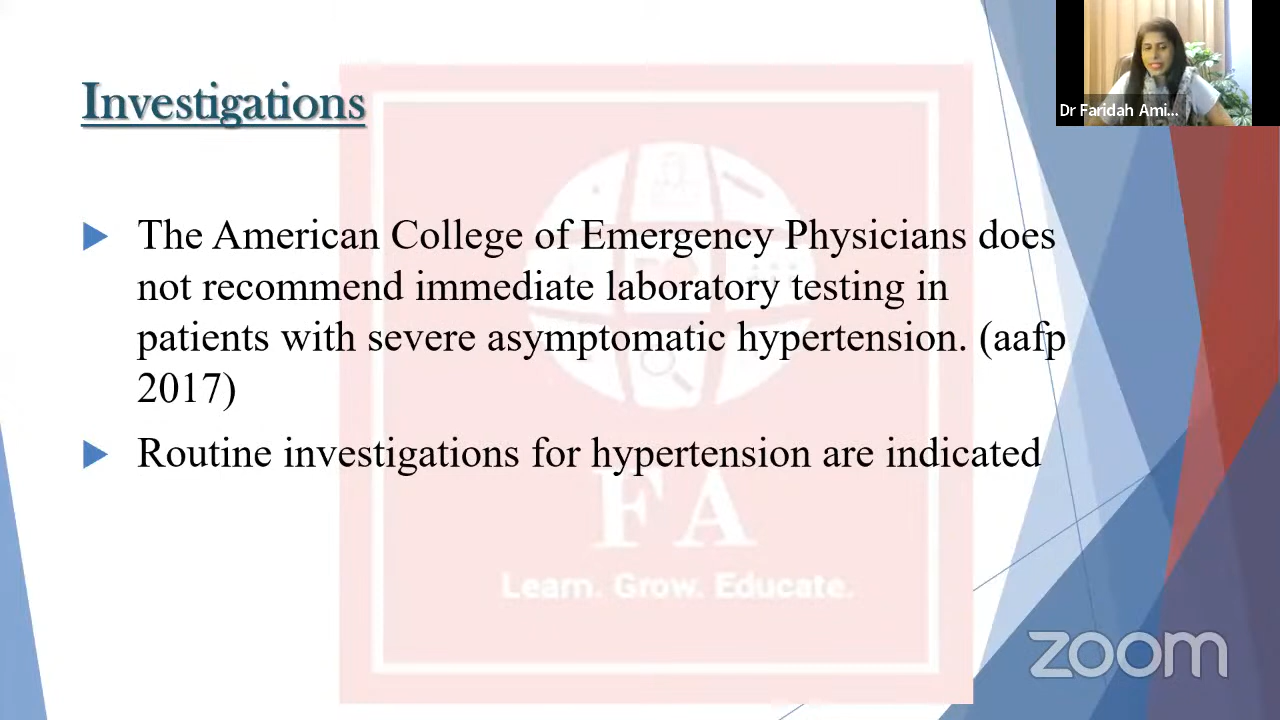 Investigations
Dr Faridah Ami...
The American College of Emergency Physicians does
not recommend immediate laboratory testing in
patients with severe asymptomatic hypertension. (aafp
2017)
Routine investigations for hypertension are indicated
FA
Learn. Grow. Educate.
zoom